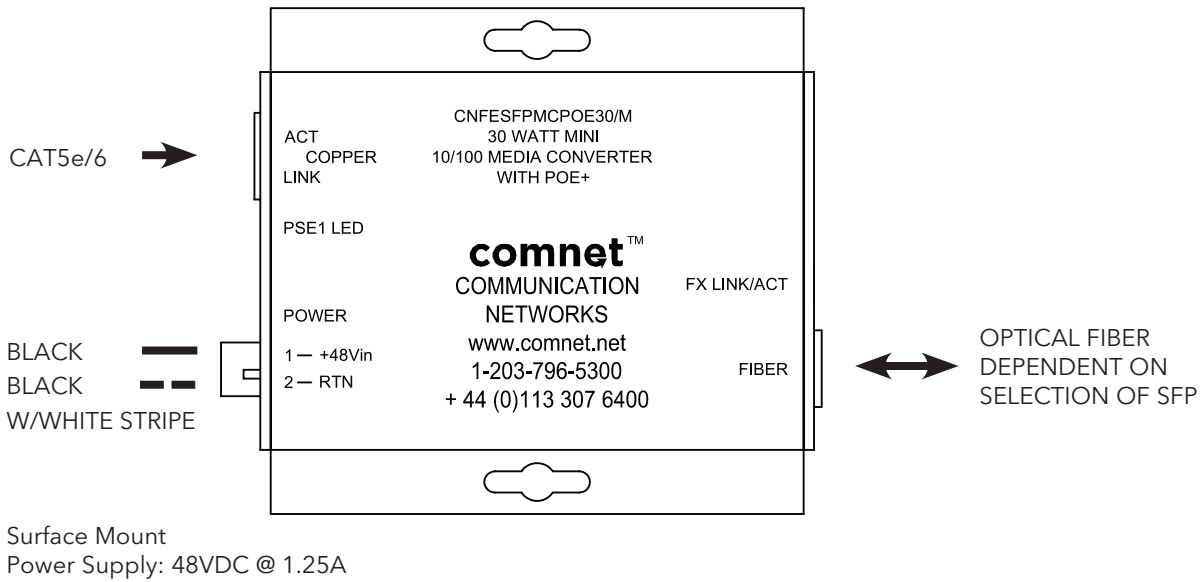 CNFESFPMCPOE30/M
30 WATT MINI
10/100 MEDIA CONVERTER
WITH POE+
CAT5e/6
ACT
COPPER
LINK
PSE1 LED
comnet™
COMMUNICATION
NETWORKS
www.comnet.net
1-203-796-5300
+ 44 (0)113 307 6400
FX LINK/ACT
FIBER
POWER
1 — +48Vin
2 — RTN
BLACK
BLACK
W/WHITE STRIPE
OPTICAL FIBER
DEPENDENT ON
SELECTION OF SFP
Surface Mount
Power Supply: 48VDC @ 1.25A